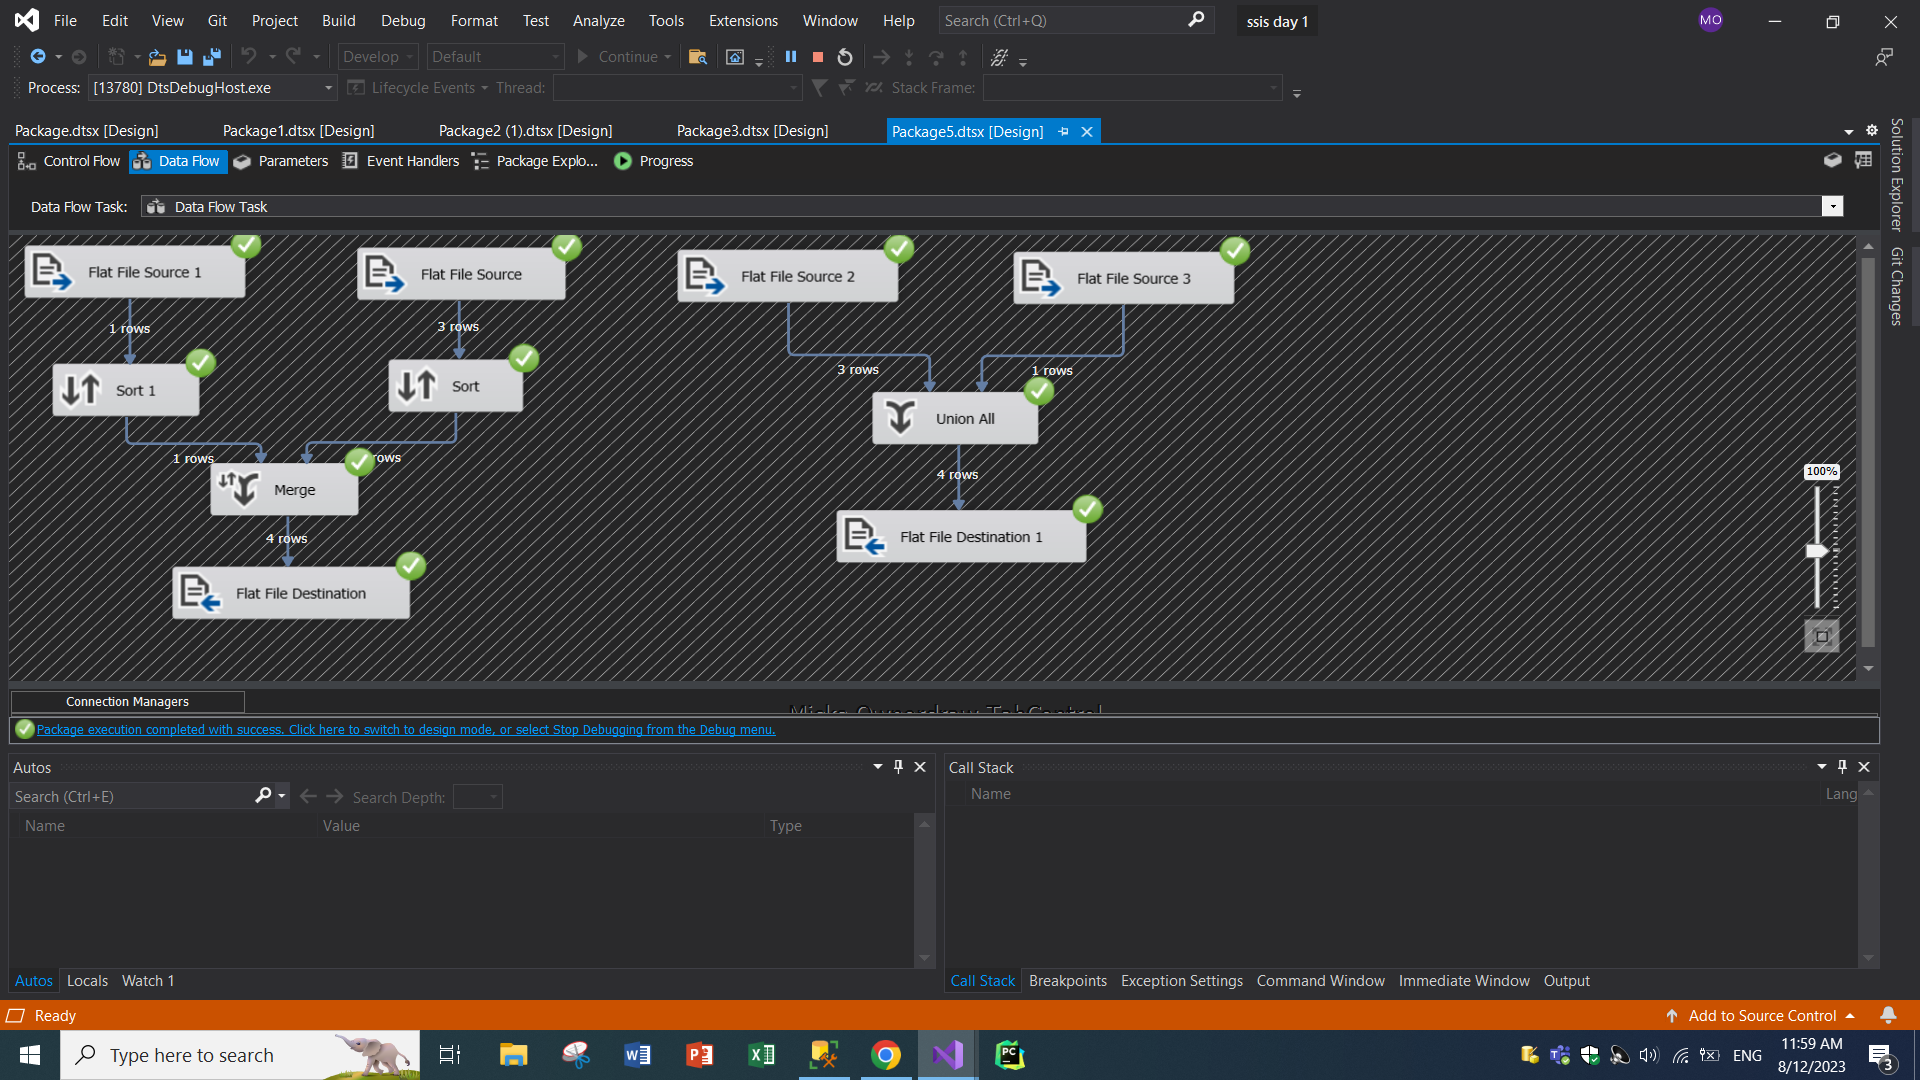 File Edit View Git Project Build Debug Format Test Analyze Tools Extensions Window Help Search (Ctrl+Q) ssis day 1 MO
Develop Default Continue
Process: [13780] DtsDebugHost.exe Lifecycle Events Thread: Stack Frame:
Package.dtsx [Design] Package1.dtsx [Design] Package2 (1).dtsx [Design] Package3.dtsx [Design] Package5.dtsx [Design]
Control Flow Data Flow Parameters Event Handlers Package Explo... Progress
Solution Explorer
Git Changes
Data Flow Task: Data Flow Task
Flat File Source 1 Flat File Source Flat File Source 2 Flat File Source 3
1 rows 3 rows
3 rows 1 rows
Sort 1 Sort
Union All
1 rows rows
4 rows
Merge
100%
4 rows
Flat File Destination 1
Flat File Destination
Connection Managers
Package execution completed with success. Click here to switch to design mode, or select Stop Debugging from the Debug menu.
Autos
Search (Ctrl+E) Search Depth:
Name Value Type
Call Stack
Name Lang
Autos Locals Watch 1
Call Stack Breakpoints Exception Settings Command Window Immediate Window Output
Ready Add to Source Control
Type here to search
ENG 11:59 AM
8/12/2023 3